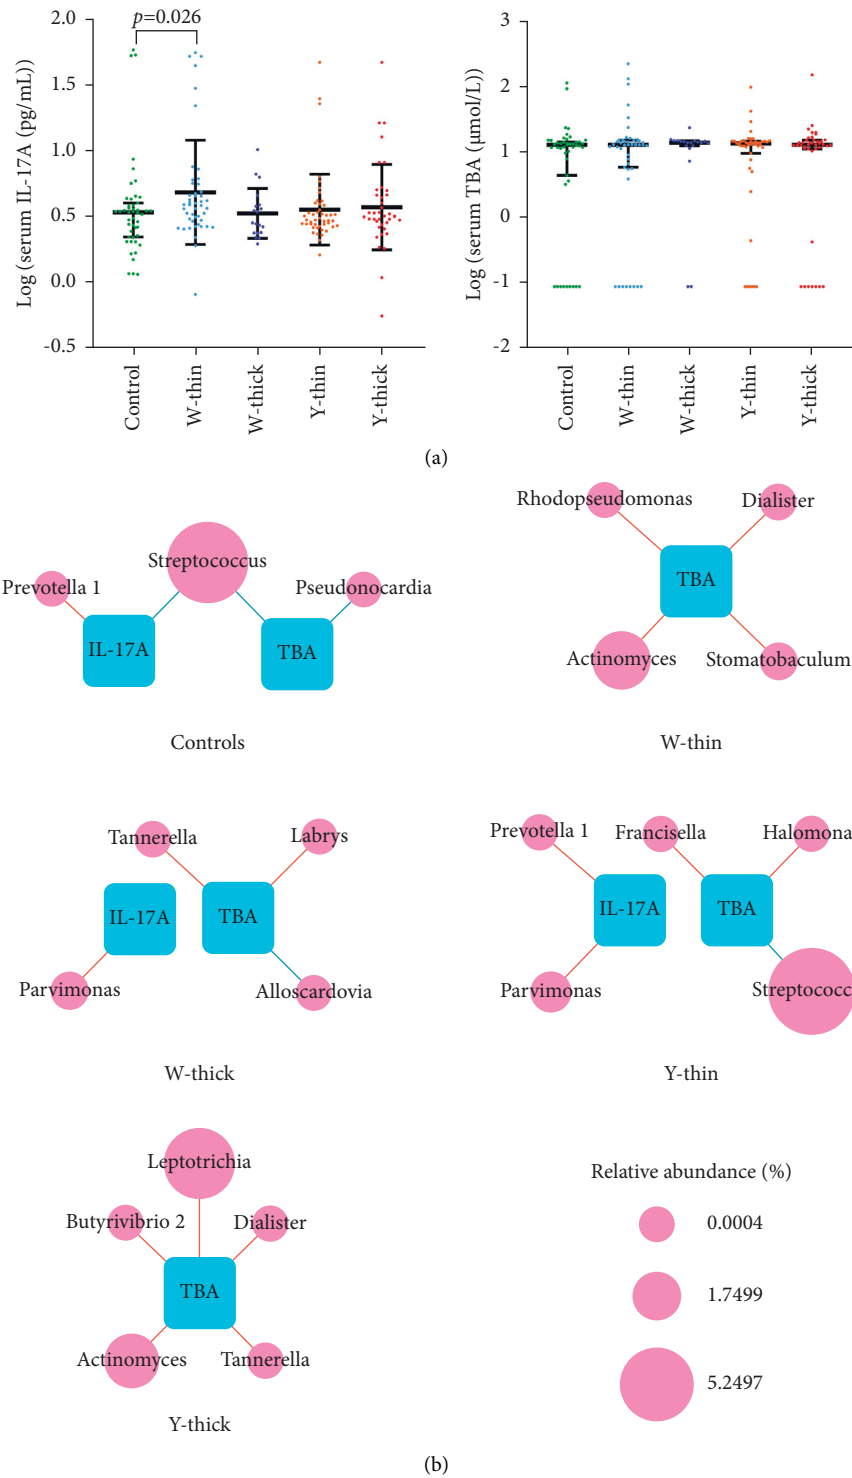 p=0.026
Log (serum IL-17A (pg/mL))
2.0
1.5
1.0
0.5
0.0
-0.5
Control
W-thin
W-thick
Y-thin
Y-thick
Log (serum TBA (μmol/L))
3
2
1
0
-1
-2
Control
W-thin
W-thick
Y-thin
Y-thick
(a)
Streptococcus
Prevotella 1
Pseudonocardia
IL-17A
TBA
Controls
Rhodopseudomonas
Dialister
TBA
Actinomyces
Stomatobaculum
W-thin
Tannerella
Labrys
IL-17A
TBA
Parvimonas
Alloscardovia
W-thick
Prevotella 1
Francisella
Halomona
IL-17A
TBA
Parvimonas
Streptococc
Y-thin
Leptotrichia
Butyrivibrio 2
Dialister
TBA
Actinomyces
Tannerella
Y-thick
Relative abundance (%)
0.0004
1.7499
5.2497
(b)